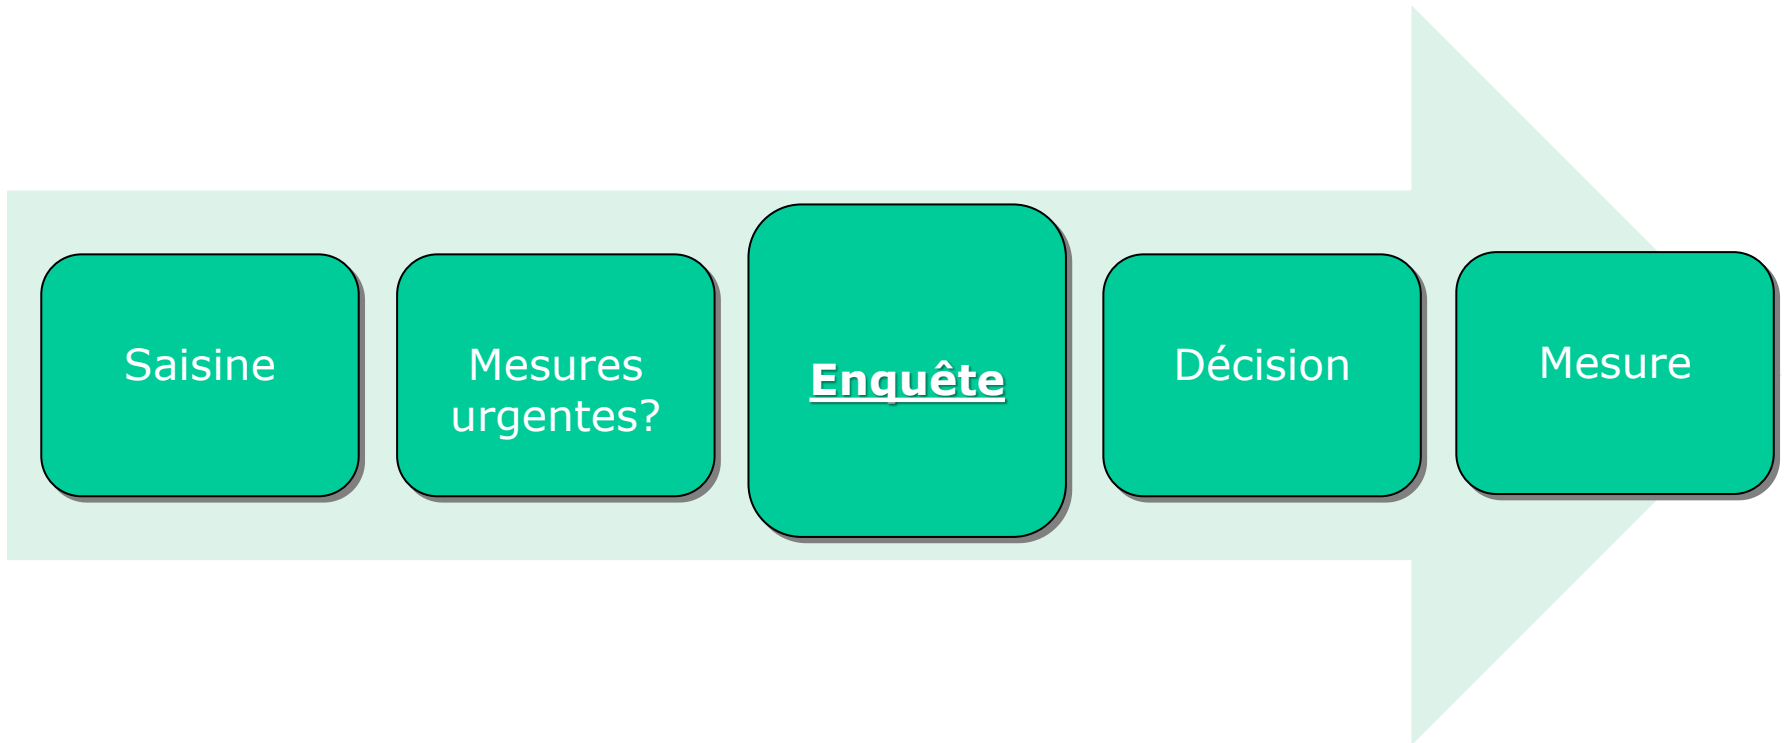 Saisine
Mesures
urgentes?
Enquête
Décision
Mesure